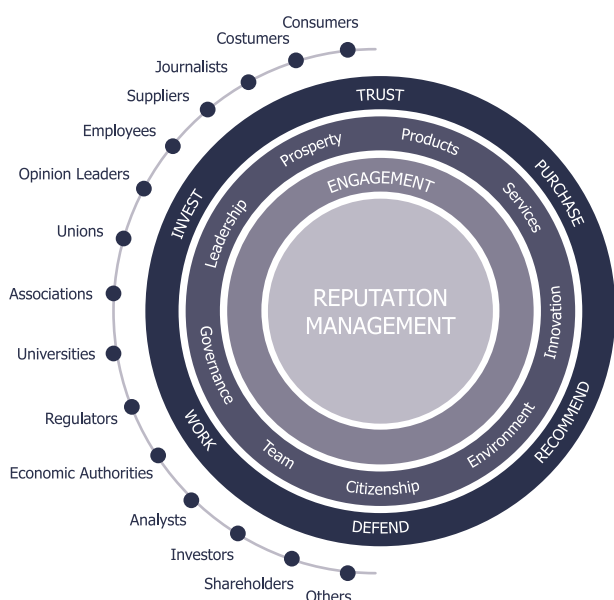 Consumers
Costumers
Journalists
Suppliers
Employees
Opinion Leaders
Unions
Associations
Universities
Regulators
Economic Authorities
Analysts
Investors
Shareholders
Others
TRUST
PURCHASE
RECOMMEND
DEFEND
WORK
INVEST
Products
Services
Innovation
Environment
Citizenship
Team
Governance
Leadership
Prosperity
ENGAGEMENT
REPUTATION
MANAGEMENT